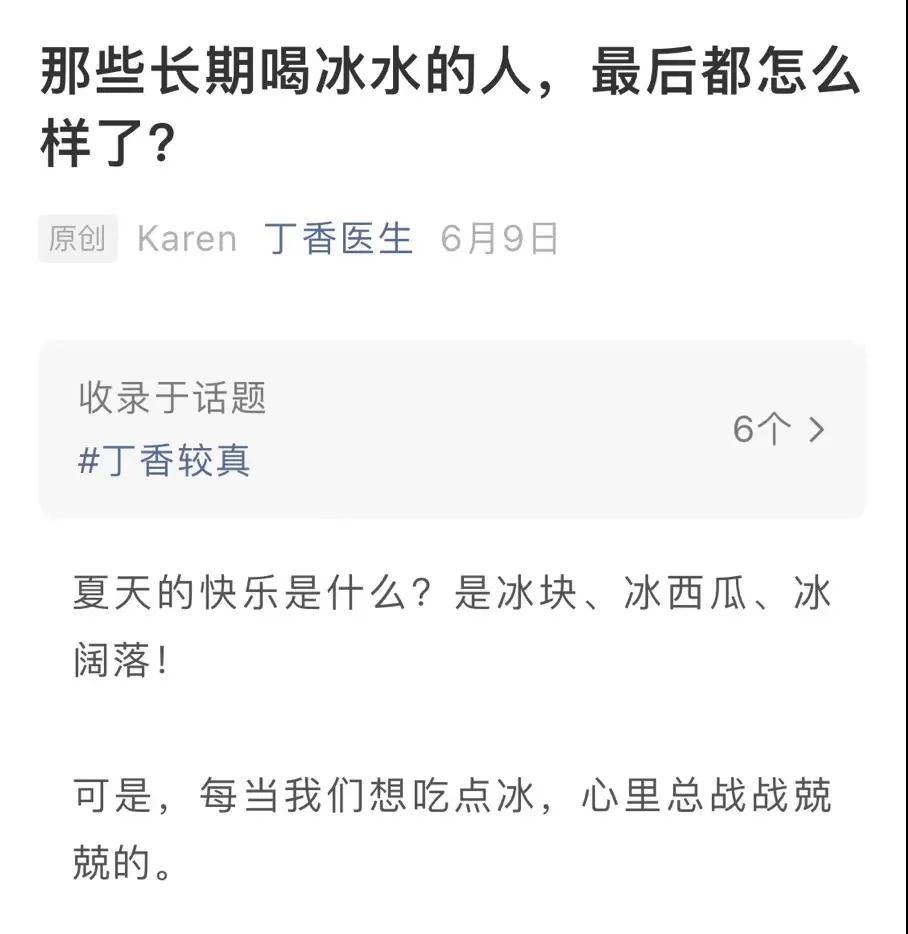 那些长期喝冰水的人，最后都怎么
样了？
原创 Karen 丁香医生 6月9日
收录于话题
#丁香较真
6个 >
夏天的快乐是什么？是冰块、冰西瓜、冰
阔落！
可是，每当我们想吃点冰，心里总战战兢
兢的。